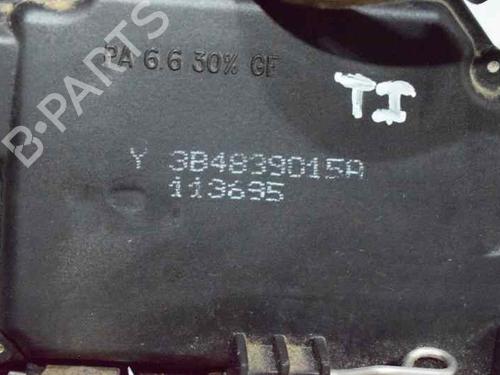 PA 6.6 30% GF
TI
Y 3B4839015A
113695
B-PARTS